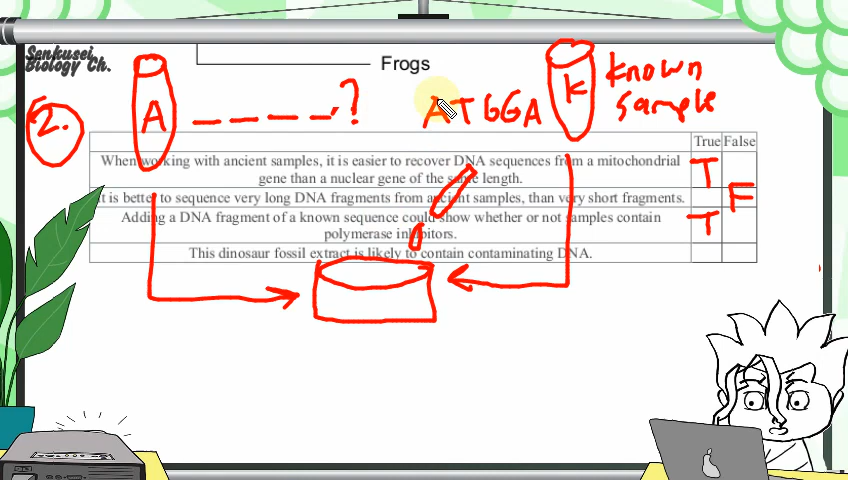 Senkusei
Biology Ch.
Frogs
2.
A
_ _ _ _ ?
ATGGA
K
Known
Sample
True False
When working with ancient samples, it is easier to recover DNA sequences from a mitochondrial
gene than a nuclear gene of the same length.
T
It is better to sequence very long DNA fragments from ancient samples, than very short fragments.
F
Adding a DNA fragment of a known sequence could show whether or not samples contain
polymerase inhibitors.
T
This dinosaur fossil extract is likely to contain contaminating DNA.